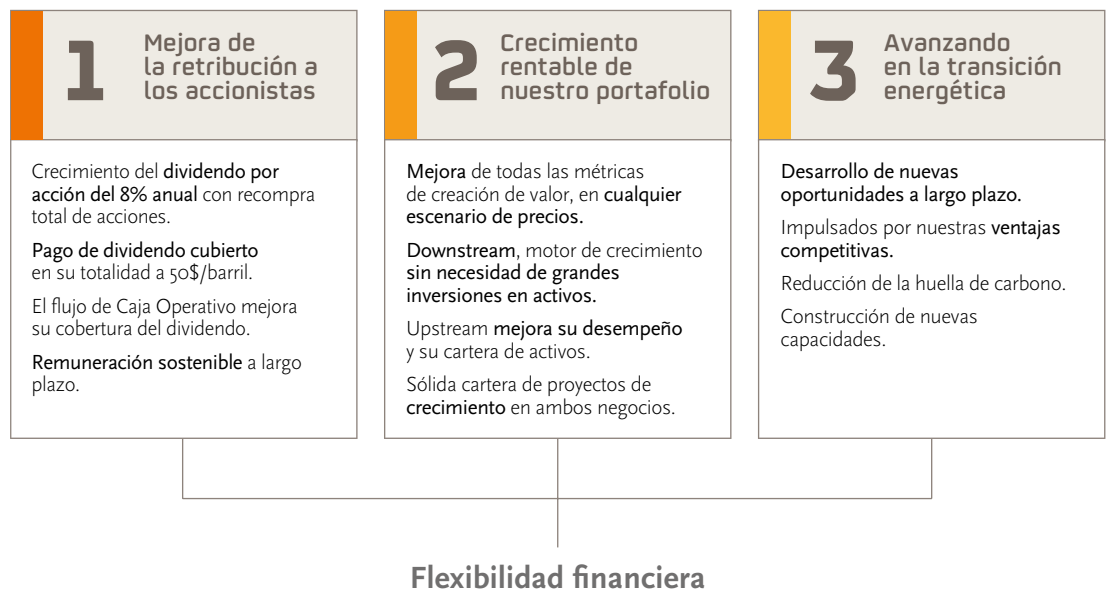 1
Mejora de
la retribución a
los accionistas
Crecimiento del dividendo por
acción del 8% anual con recompra
total de acciones.
Pago de dividendo cubierto
en su totalidad a 50$/barril.
El flujo de Caja Operativo mejora
su cobertura del dividendo.
Remuneración sostenible a largo
plazo.
2
Crecimiento
rentable de
nuestro portafolio
Mejora de todas las métricas
de creación de valor, en cualquier
escenario de precios.
Downstream, motor de crecimiento
sin necesidad de grandes
inversiones en activos.
Upstream mejora su desempeño
y su cartera de activos.
Sólida cartera de proyectos de
crecimiento en ambos negocios.
3
Avanzando
en la transición
energética
Desarrollo de nuevas
oportunidades a largo plazo.
Impulsados por nuestras ventajas
competitivas.
Reducción de la huella de carbono.
Construcción de nuevas
capacidades.
Flexibilidad financiera